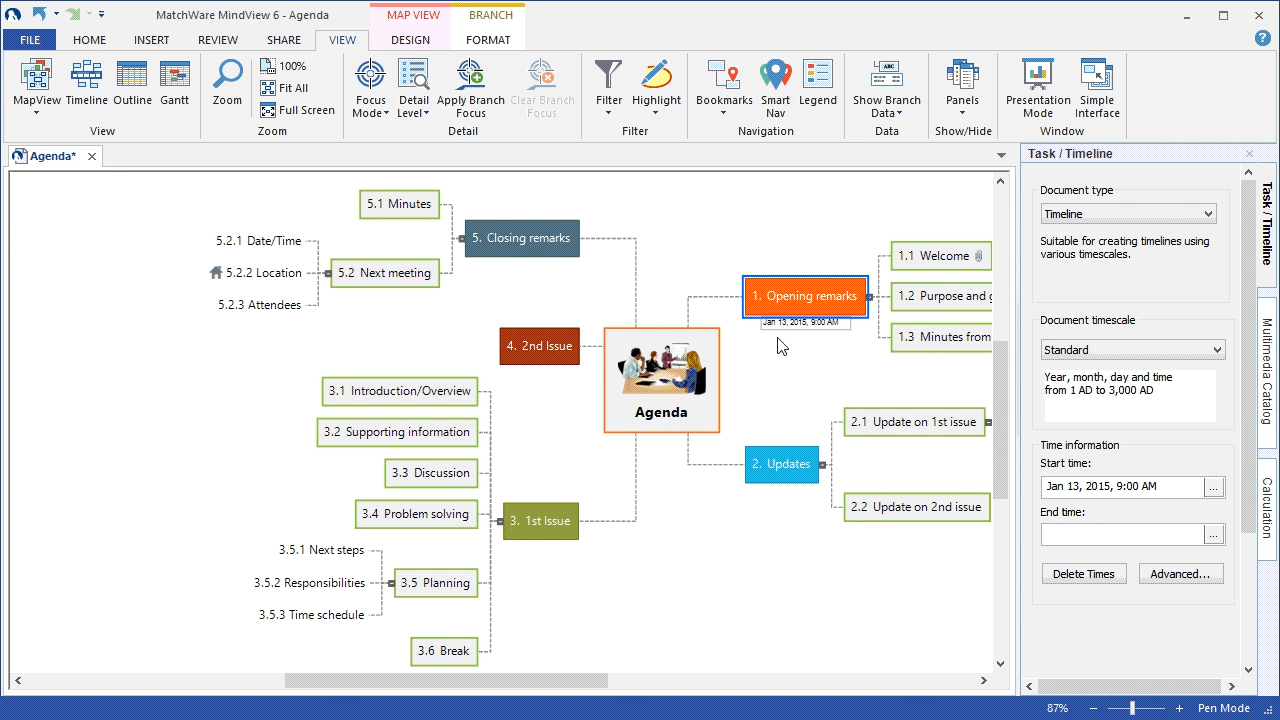 MatchWare MindView 6 - Agenda
MAP VIEW
BRANCH
FILE
HOME
INSERT
REVIEW
SHARE
VIEW
DESIGN
FORMAT
MapView
Timeline
Outline
Gantt
View
Zoom
100%
Fit All
Full Screen
Zoom
Focus Mode
Detail Level
Apply Branch Focus
Clear Branch Focus
Detail
Filter
Highlight
Filter
Bookmarks
Smart Nav
Legend
Navigation
ABC
Show Branch Data
Data
Panels
Show/Hide
Presentation Mode
Simple Interface
Window
Agenda*
5.1 Minutes
5. Closing remarks
5.2.1 Date/Time
5.2.2 Location
5.2.3 Attendees
5.2 Next meeting
4. 2nd Issue
3.1 Introduction/Overview
3.2 Supporting information
3.3 Discussion
3.4 Problem solving
3. 1st Issue
3.5.1 Next steps
3.5.2 Responsibilities
3.5.3 Time schedule
3.5 Planning
3.6 Break
Agenda
1. Opening remarks
Jan 13, 2015, 9:00 AM
1.1 Welcome
1.2 Purpose and g
1.3 Minutes from
2. Updates
2.1 Update on 1st issue
2.2 Update on 2nd issue
Task / Timeline
Document type
Timeline
Suitable for creating timelines using
various timescales.
Document timescale
Standard
Year, month, day and time
from 1 AD to 3,000 AD
Time information
Start time:
Jan 13, 2015, 9:00 AM
...
End time:
...
Delete Times
Advanced...
Task / Timeline
Multimedia Catalog
Calculation
87%
Pen Mode